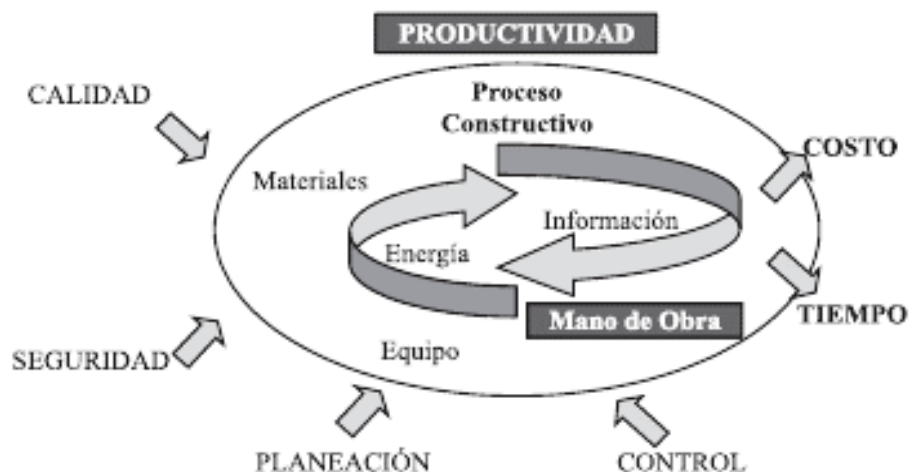 PRODUCTIVIDAD
CALIDAD
Proceso
Constructivo
COSTO
Materiales
Información
Energía
TIEMPO
Mano de Obra
Equipo
SEGURIDAD
PLANEACIÓN
CONTROL